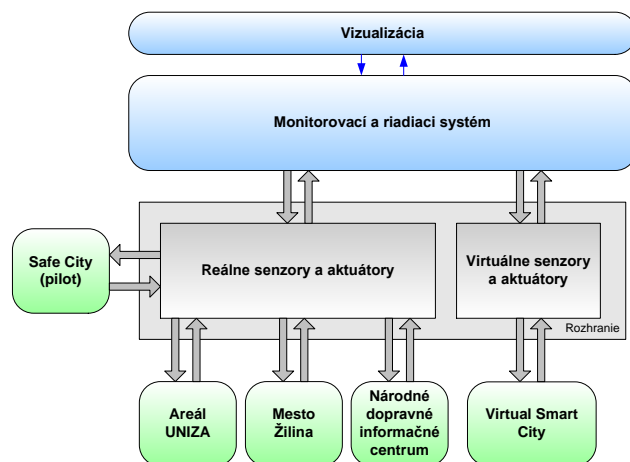 Vizualizácia
Monitorovací a riadiaci systém
Safe City
(pilot)
Reálne senzory a aktuátory
Virtuálne senzory
a aktuátory
Rozhranie
Areál
UNIZA
Mesto
Žilina
Národné
dopravné
informačné
centrum
Virtual Smart
City